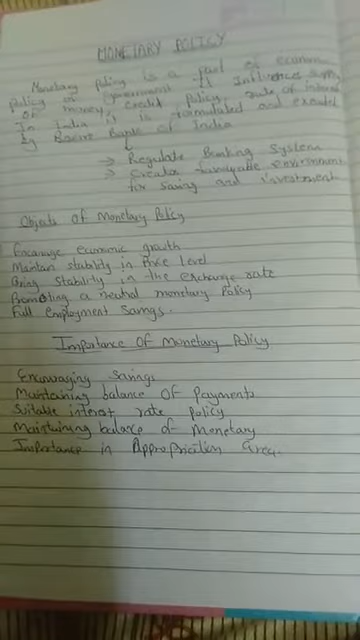 MONETARY POLICY
Monetary Policy is a part of economic
Policy of government It Influences supply
of money, credit Policy, rate of interest
In India it is formulated and executed
by Reserve Bank of India
→ Regulate Banking System
→ Creates favourable environment
for saving and investment
Objects of Monetary Policy
Encourage economic growth
Maintain stability in Price level
Bring Stability in the exchange rate
Promoting a neutral monetary Policy
Full Employment Savings.
Importance Of Monetary Policy
Encouraging Savings
Maintaining balance Of Payments
Suitable interest rate policy
Maintaining balance of Monetary
Importance in Appropriation Area.